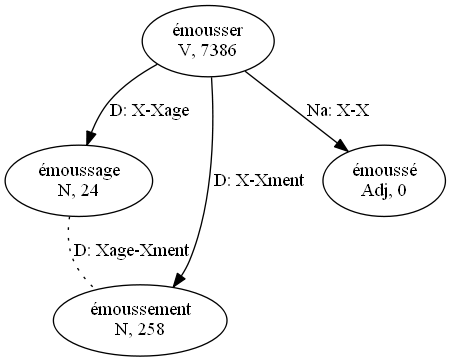 émousser
V, 7386
D: X-Xage
Na: X-X
émoussage
N, 24
D: X-Xment
émoussé
Adj, 0
D: Xage-Xment
émoussement
N, 258